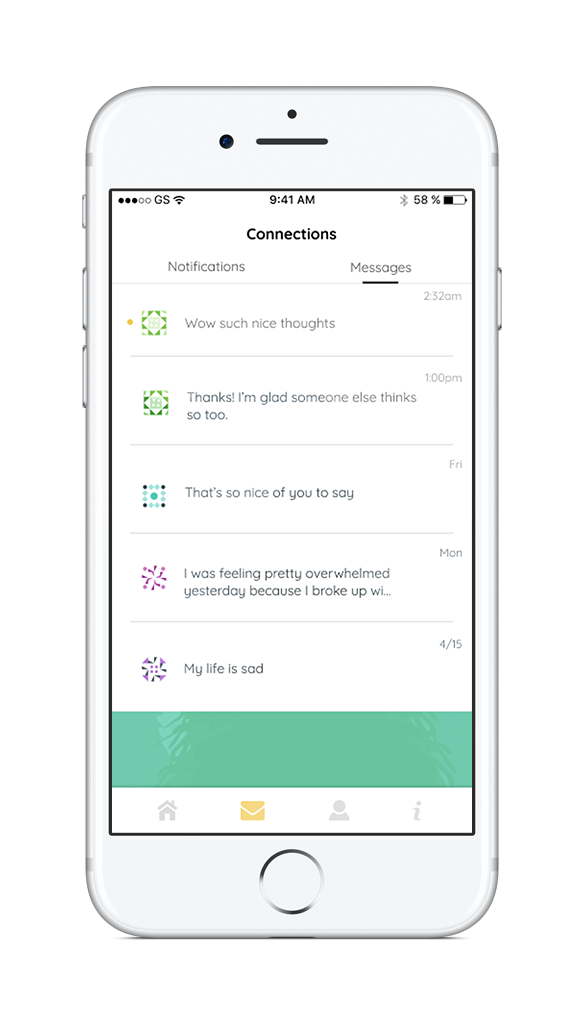 GS 9:41 AM 58 %
Connections
Notifications Messages
2:32am
Wow such nice thoughts
1:00pm
Thanks! I'm glad someone else thinks
so too.
Fri
That's so nice of you to say
Mon
I was feeling pretty overwhelmed
yesterday because I broke up wi...
4/15
My life is sad
i